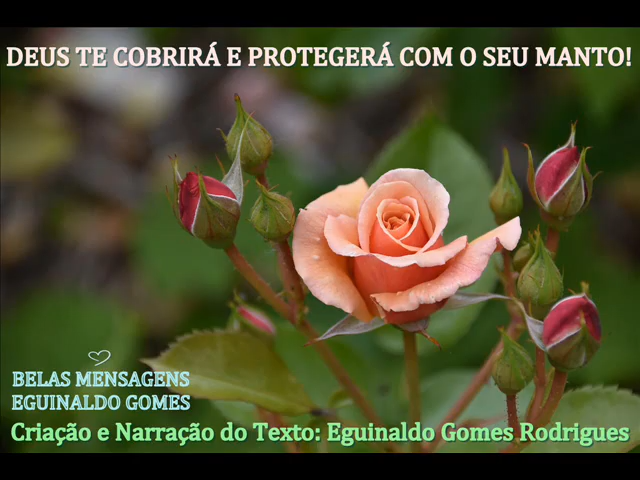 DEUS TE COBRIRÁ E PROTEGERÁ COM O SEU MANTO!
BELAS MENSAGENS
EGUINALDO GOMES
Criação e Narração do Texto: Eguinaldo Gomes Rodrigues